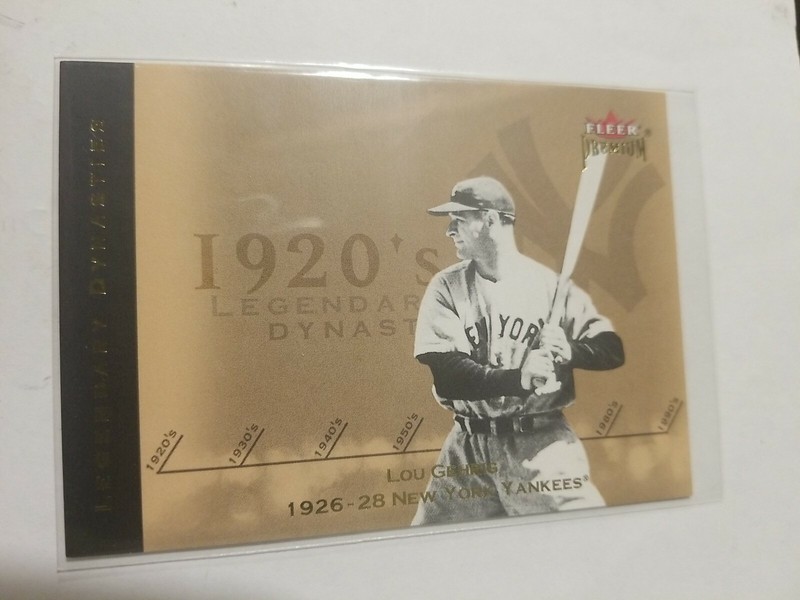 LEGENDARY DYNASTIES
FLEER
PREMIUM
1920's
LEGENDAR
DYNAST
NEW YORK
1920's
1930's
1940's
1950's
1980's
1990's
LOU GEHRIG
1926-28 NEW YORK YANKEES®